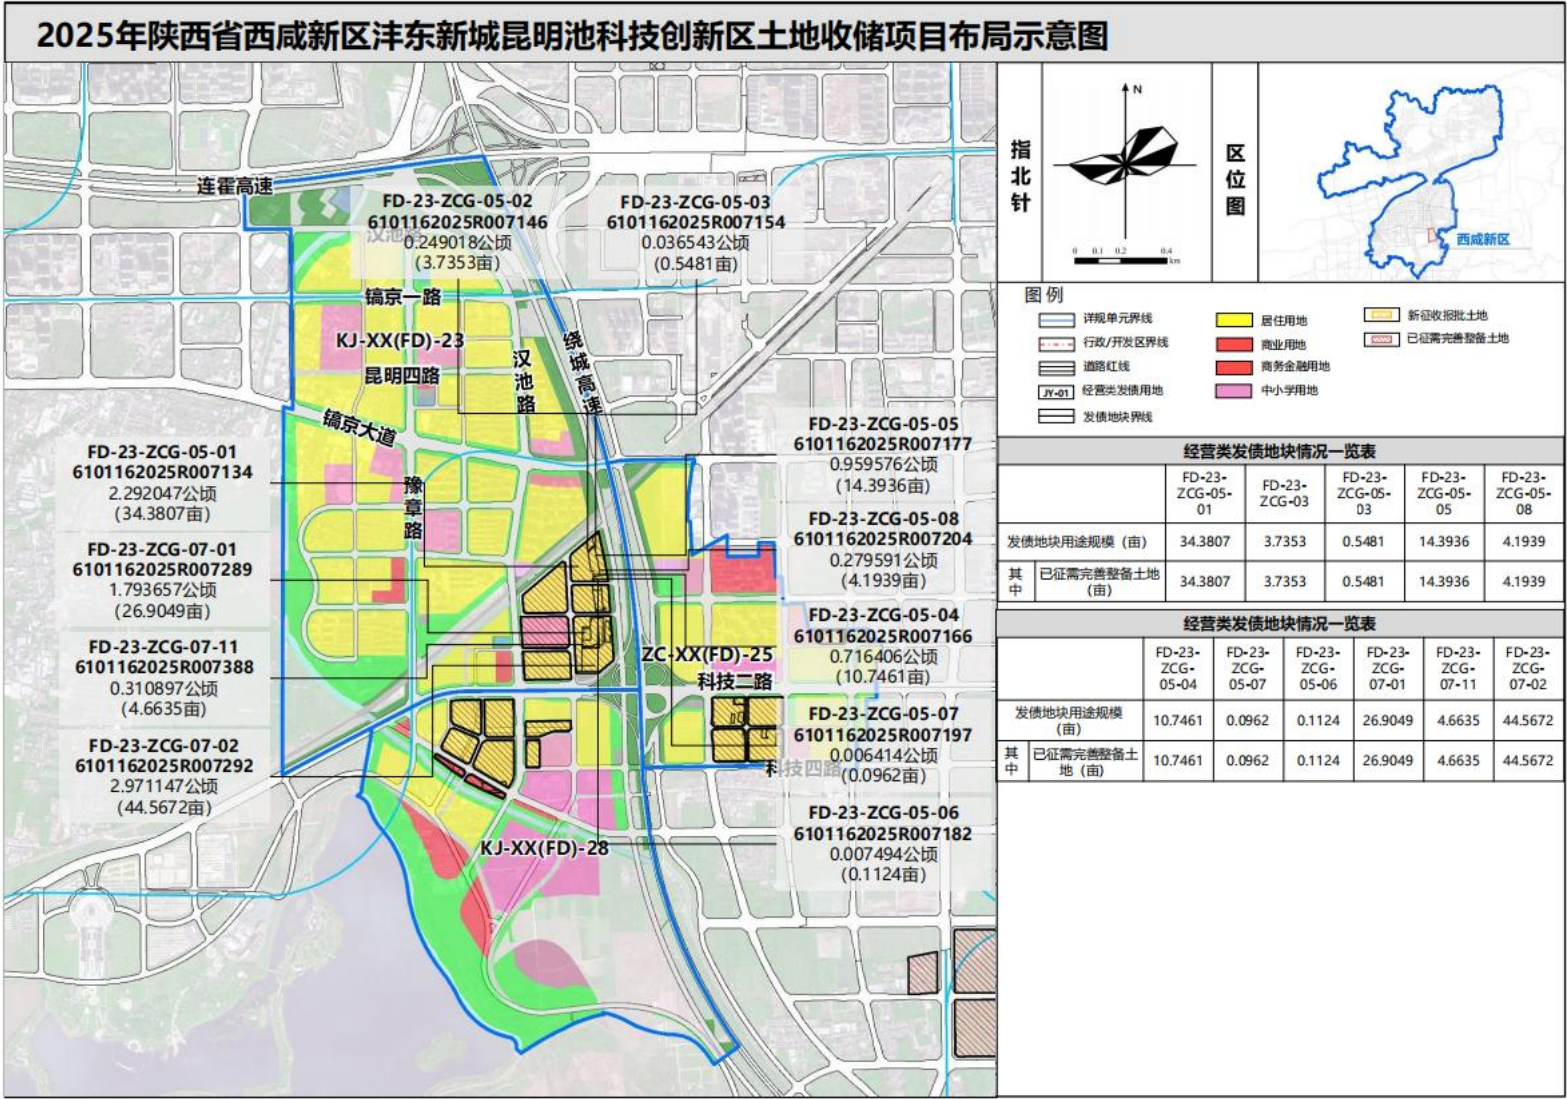 2025年陕西省西咸新区沣东新城昆明池科技创新区土地收储项目布局示意图
连霍高速
FD-23-ZCG-05-02
6101162025R007146
0.249018公顷
(3.7353亩)
FD-23-ZCG-05-03
6101162025R007154
0.036543公顷
(0.5481亩)
镐京一路
KJ-XX(FD)-23
昆明四路
汉池路
绕城高速
镐京大道
豫章路
FD-23-ZCG-05-01
6101162025R007134
2.292047公顷
(34.3807亩)
FD-23-ZCG-07-01
6101162025R007289
1.793657公顷
(26.9049亩)
FD-23-ZCG-07-11
6101162025R007388
0.310897公顷
(4.6635亩)
FD-23-ZCG-07-02
6101162025R007292
2.971147公顷
(44.5672亩)
FD-23-ZCG-05-05
6101162025R007177
0.959576公顷
(14.3936亩)
FD-23-ZCG-05-08
6101162025R007204
0.279591公顷
(4.1939亩)
FD-23-ZCG-05-04
6101162025R007166
0.716406公顷
(10.7461亩)
ZC-XX(FD)-25
科技二路
FD-23-ZCG-05-07
6101162025R007197
0.006414公顷
(0.0962亩)
科技四路
FD-23-ZCG-05-06
6101162025R007182
0.007494公顷
(0.1124亩)
KJ-XX(FD)-28
指北针
N
0 0.1 0.2 0.4
km
区位图
西咸新区
图例
详规单元界线
行政/开发区界线
道路红线
JY-01 经营类发债用地
发债地块界线
居住用地
商业用地
商务金融用地
中小学用地
新征收报批土地
已征需完善整备土地
经营类发债地块情况一览表
FD-23-ZCG-05-01 FD-23-ZCG-03 FD-23-ZCG-05-03 FD-23-ZCG-05-05 FD-23-ZCG-05-08
发债地块用途规模（亩） 34.3807 3.7353 0.5481 14.3936 4.1939
其中 已征需完善整备土地（亩） 34.3807 3.7353 0.5481 14.3936 4.1939
经营类发债地块情况一览表
FD-23-ZCG-05-04 FD-23-ZCG-05-07 FD-23-ZCG-05-06 FD-23-ZCG-07-01 FD-23-ZCG-07-11 FD-23-ZCG-07-02
发债地块用途规模（亩） 10.7461 0.0962 0.1124 26.9049 4.6635 44.5672
其中 已征需完善整备土地（亩） 10.7461 0.0962 0.1124 26.9049 4.6635 44.5672